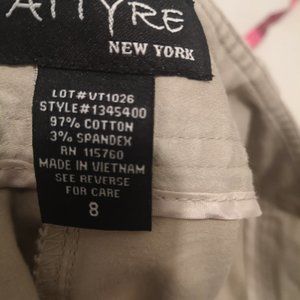 ATTYRE
NEW YORK
LOT#VT1026
STYLE#1345400
97% COTTON
3% SPANDEX
RN 115760
MADE IN VIETNAM
SEE REVERSE
FOR CARE
8